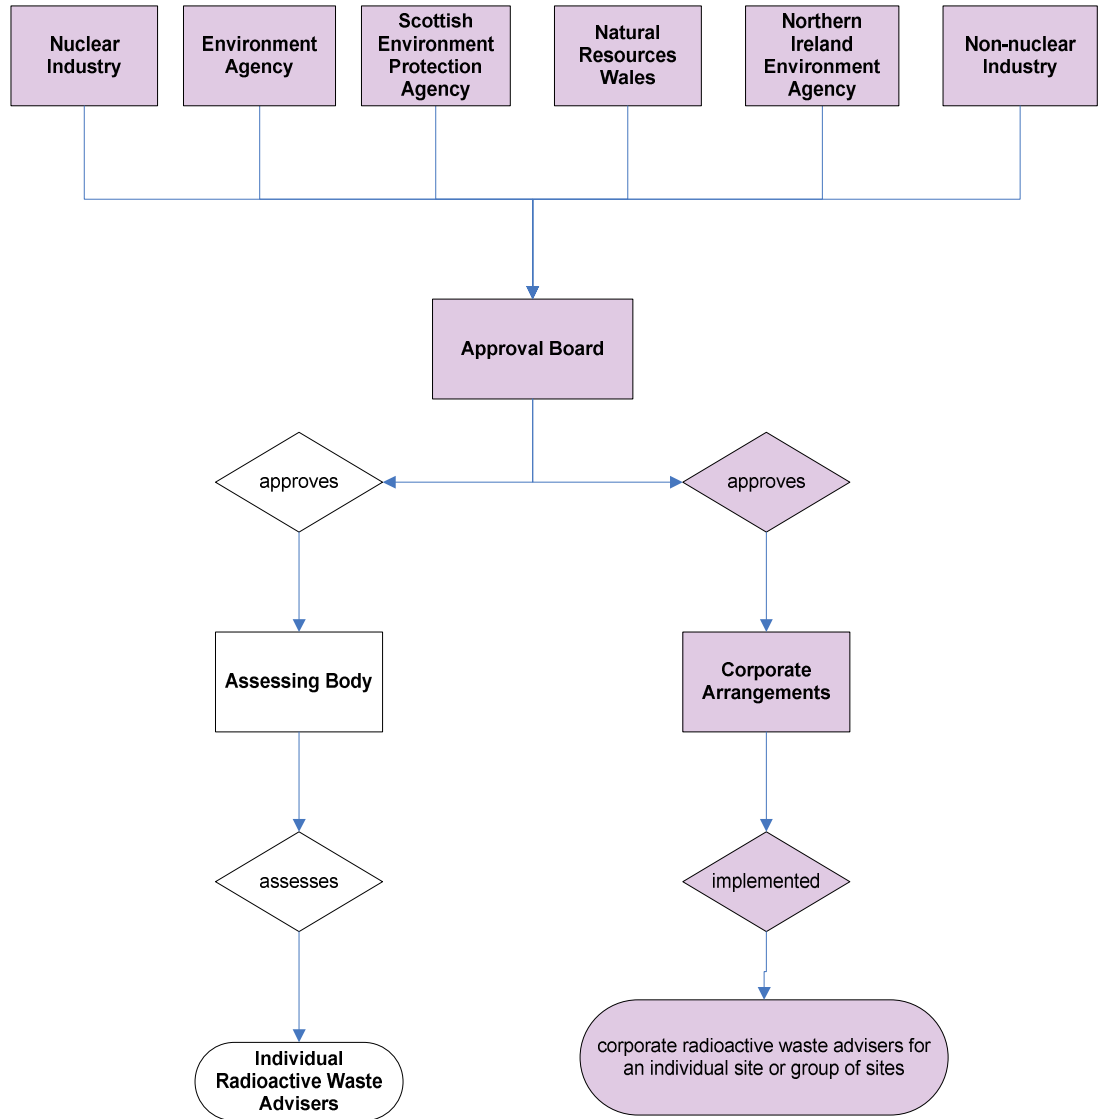 Nuclear
Industry
Environment
Agency
Scottish
Environment
Protection
Agency
Natural
Resources
Wales
Northern
Ireland
Environment
Agency
Non-nuclear
Industry
Approval Board
approves
approves
Assessing Body
Corporate
Arrangements
assesses
implemented
Individual
Radioactive Waste
Advisers
corporate radioactive waste advisers for
an individual site or group of sites